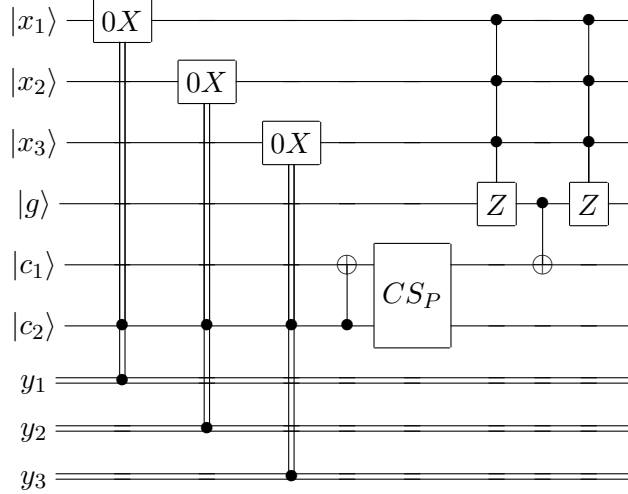 |x₁⟩ 0X
|x₂⟩ 0X
|x₃⟩ 0X
|g⟩ Z Z
|c₁⟩
CS_P
|c₂⟩
y₁
y₂
y₃